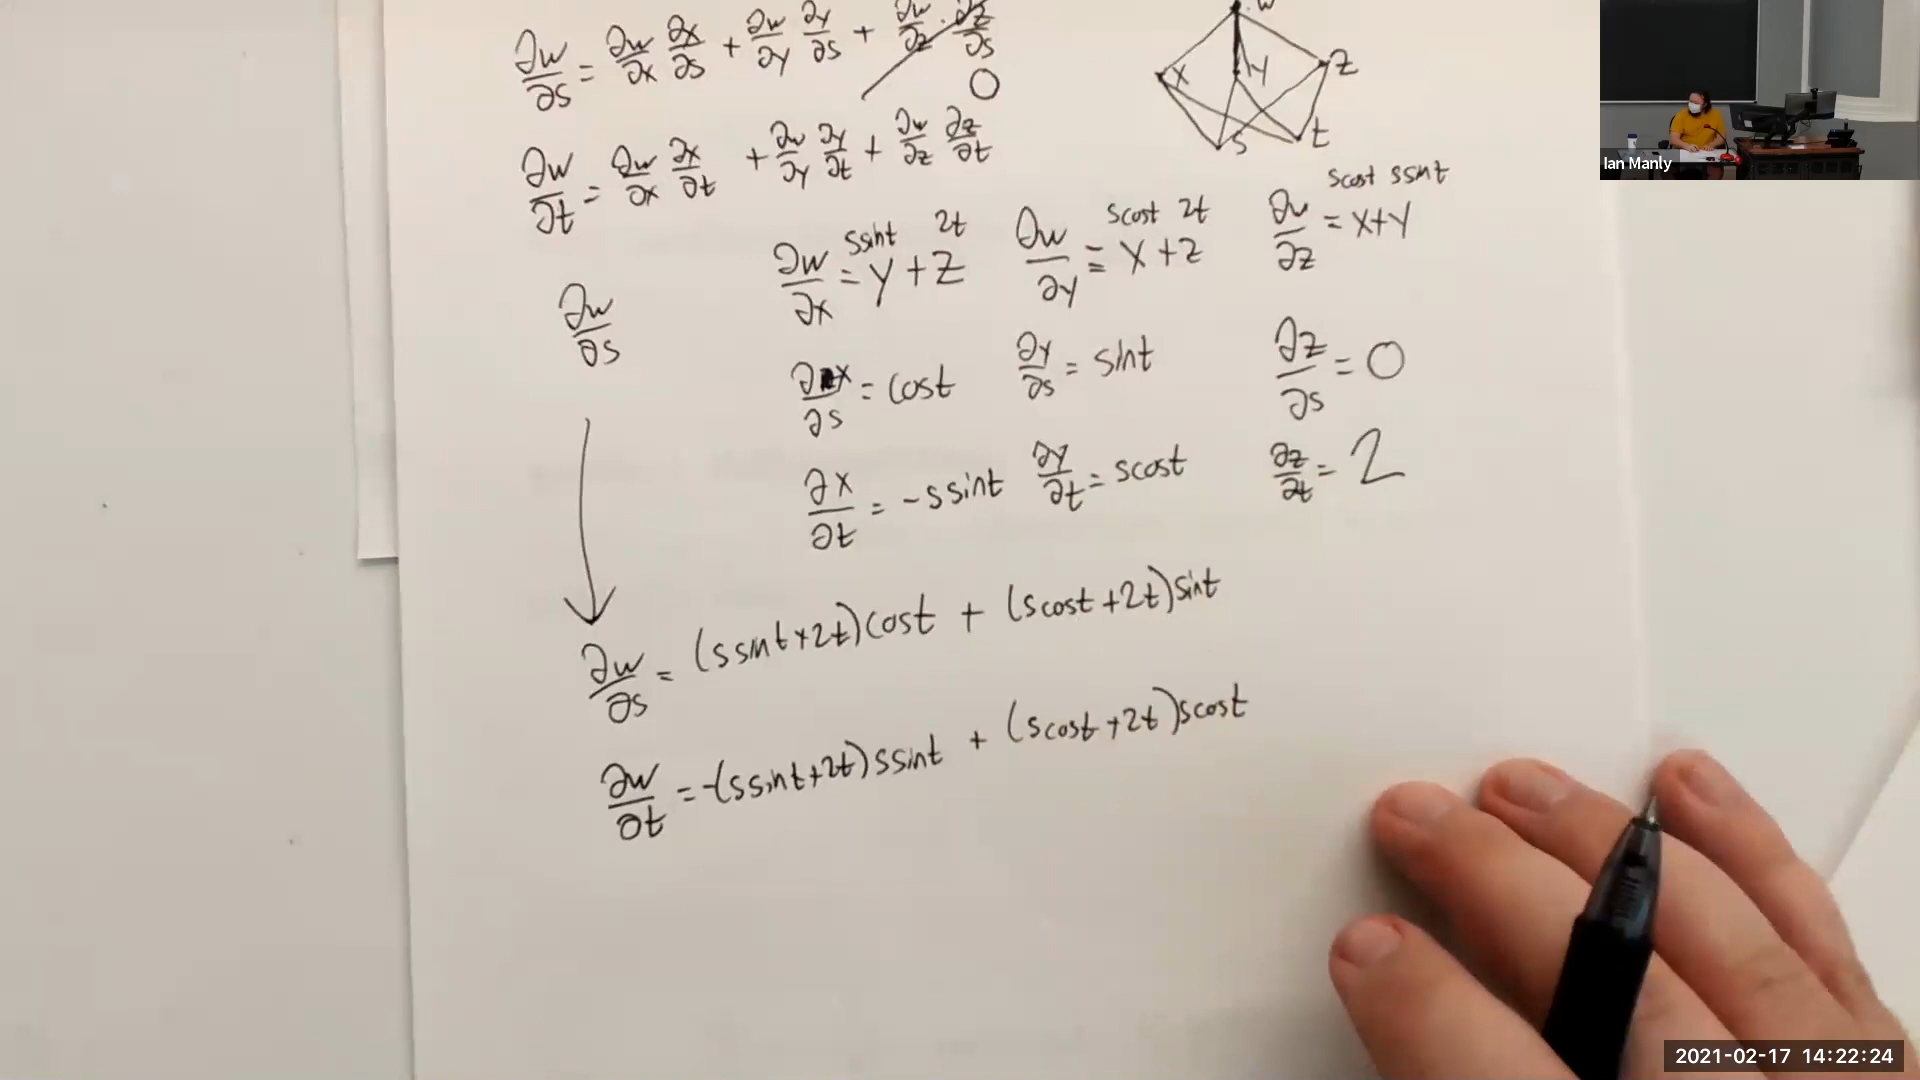 ∂w/∂s = ∂w/∂x ∂x/∂s + ∂w/∂y ∂y/∂s + ∂w/∂z · ∂z/∂s
0
∂w/∂t = ∂w/∂x ∂x/∂t + ∂w/∂y ∂y/∂t + ∂w/∂z ∂z/∂t
w
x y z
s t
Ian Manly
ssint 2t scost 2t scost ssint
∂w/∂x = y + z ∂w/∂y = x + z ∂w/∂z = x + y
∂w/∂s
∂x/∂s = cost ∂y/∂s = sint ∂z/∂s = 0
∂x/∂t = -ssint ∂y/∂t = scost ∂z/∂t = 2
∂w/∂s = (ssint+2t)cost + (scost+2t)sint
∂w/∂t = -(ssint+2t)ssint + (scost+2t)scost
2021-02-17 14:22:24